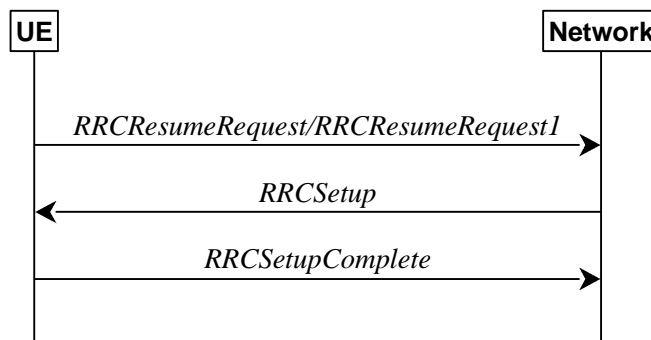 UE
Network
RRCResumeRequest/RRCResumeRequest1
RRCSetup
RRCSetupComplete